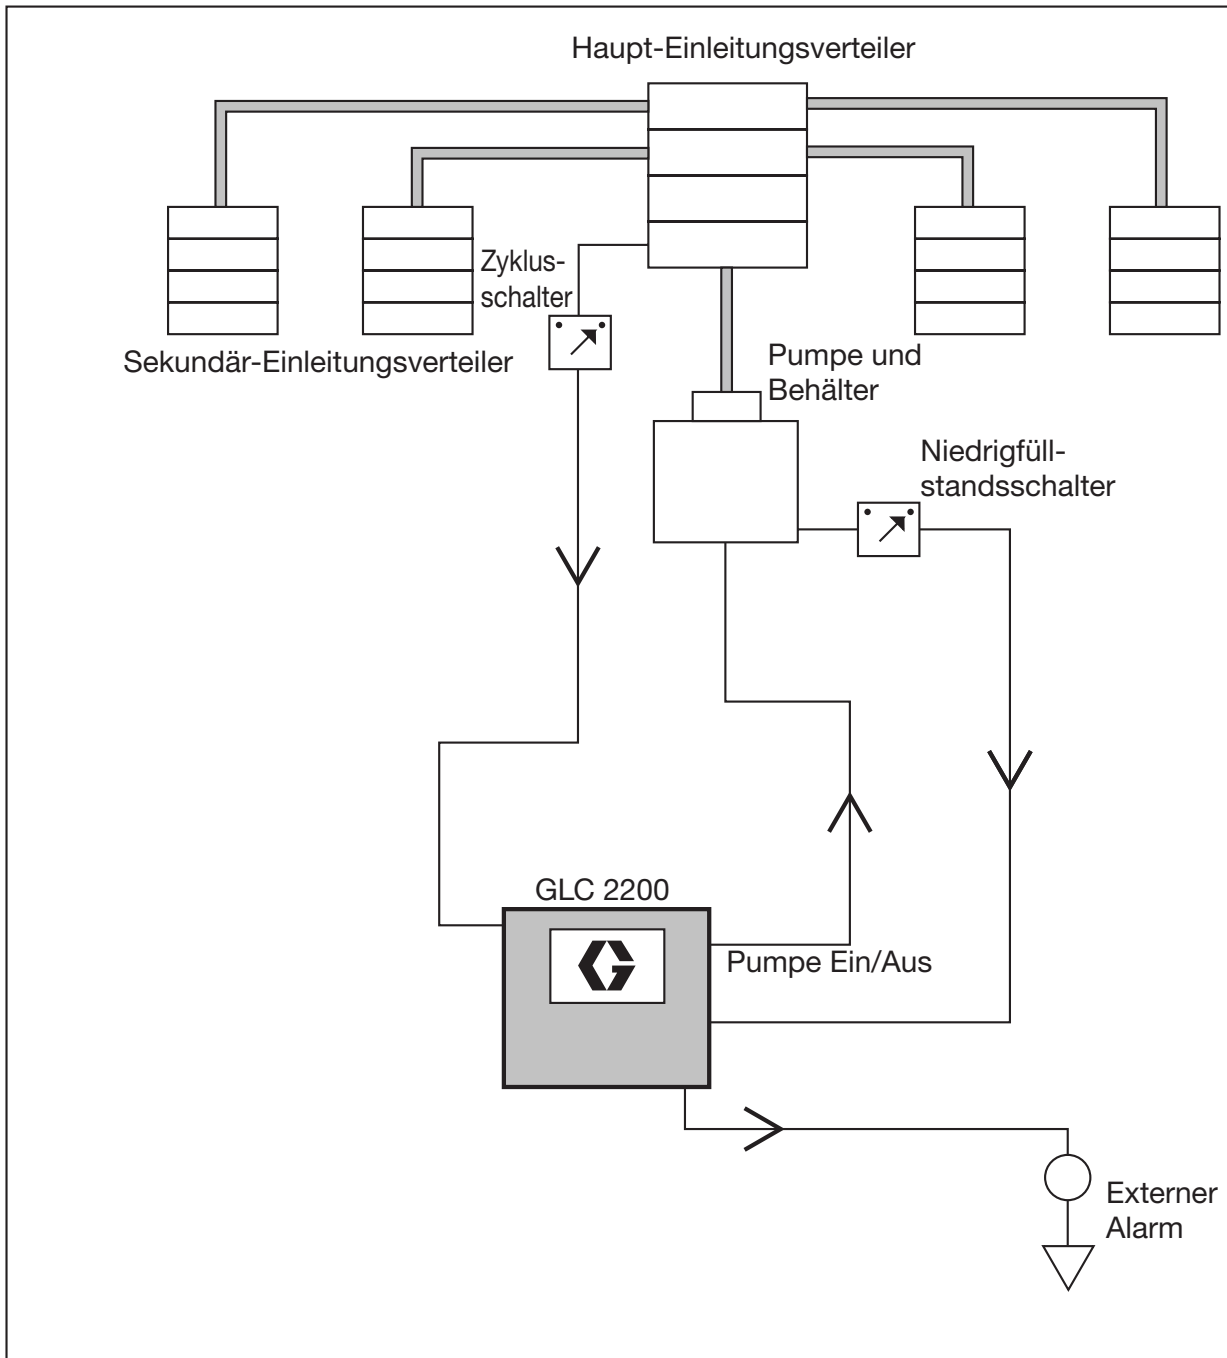 Haupt-Einleitungsverteiler
Zyklus-
schalter
Sekundär-Einleitungsverteiler
Pumpe und
Behälter
Niedrigfüll-
standsschalter
GLC 2200
Pumpe Ein/Aus
Externer
Alarm